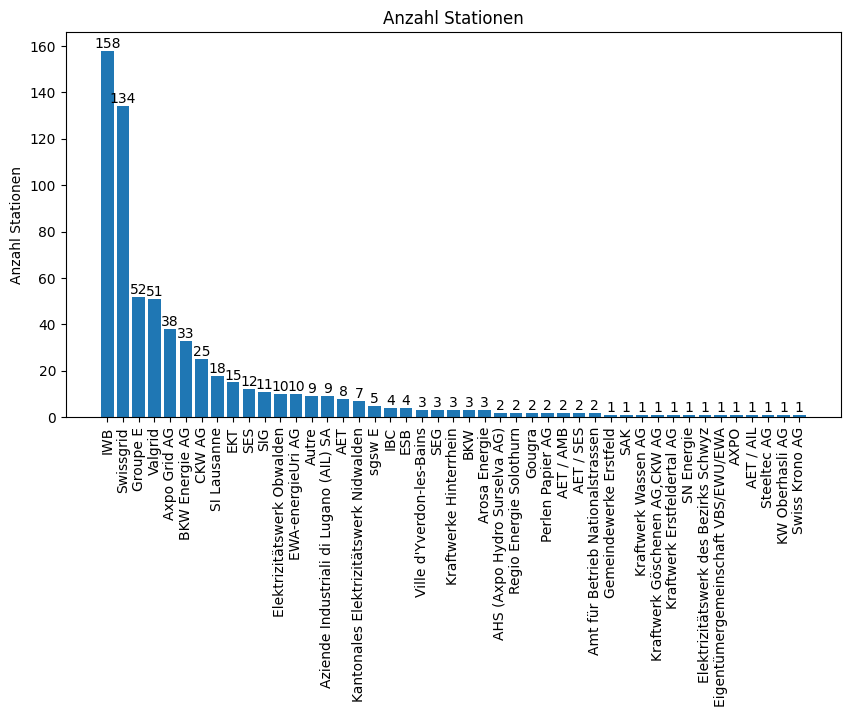 Anzahl Stationen
Anzahl Stationen
160
140
120
100
80
60
40
20
0
158
134
52
51
38
33
25
18
15
12
11
10
10
9
9
8
7
5
4
4
3
3
3
3
3
2
2
2
2
2
2
2
1
1
1
1
1
1
1
1
1
1
1
1
1
IWB
Swissgrid
Groupe E
Valgrid
Axpo Grid AG
BKW Energie AG
CKW AG
SI Lausanne
EKT
SES
SIG
Elektrizitätswerk Obwalden
EWA-energieUri AG
Autre
Aziende Industriali di Lugano (AIL) SA
AET
Kantonales Elektrizitätswerk Nidwalden
sgsw E
IBC
ESB
Ville d'Yverdon-les-Bains
SEG
Kraftwerke Hinterrhein
BKW
Arosa Energie
AHS (Axpo Hydro Surselva AG)
Regio Energie Solothurn
Gougra
Perlen Papier AG
AET / AMB
AET / SES
Amt für Betrieb Nationalstrassen
Gemeindewerke Erstfeld
SAK
Kraftwerk Wassen AG
Kraftwerk Göschenen AG,CKW AG
Kraftwerk Erstfeldertal AG
SN Energie
Elektrizitätswerk des Bezirks Schwyz
Eigentümergemeinschaft VBS/EWU/EWA
AXPO
AET / AIL
Steeltec AG
KW Oberhasli AG
Swiss Krono AG